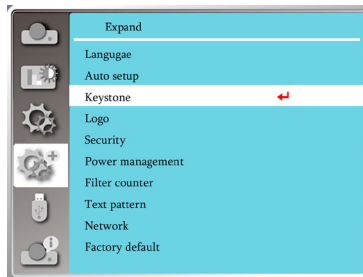 Expand
Langugae
Auto setup
Keystone
Logo
Security
Power management
Filter counter
Text pattern
Network
Factory default